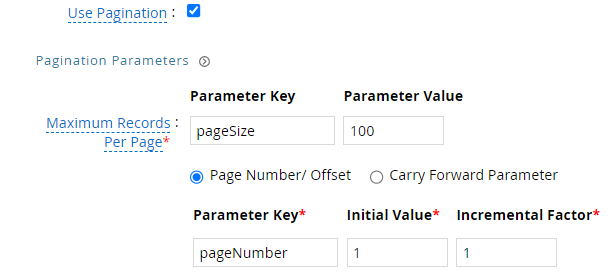 Use Pagination :
Pagination Parameters
Parameter Key Parameter Value
Maximum Records :
Per Page*
pageSize 100
Page Number/ Offset Carry Forward Parameter
Parameter Key* Initial Value* Incremental Factor*
pageNumber 1 1